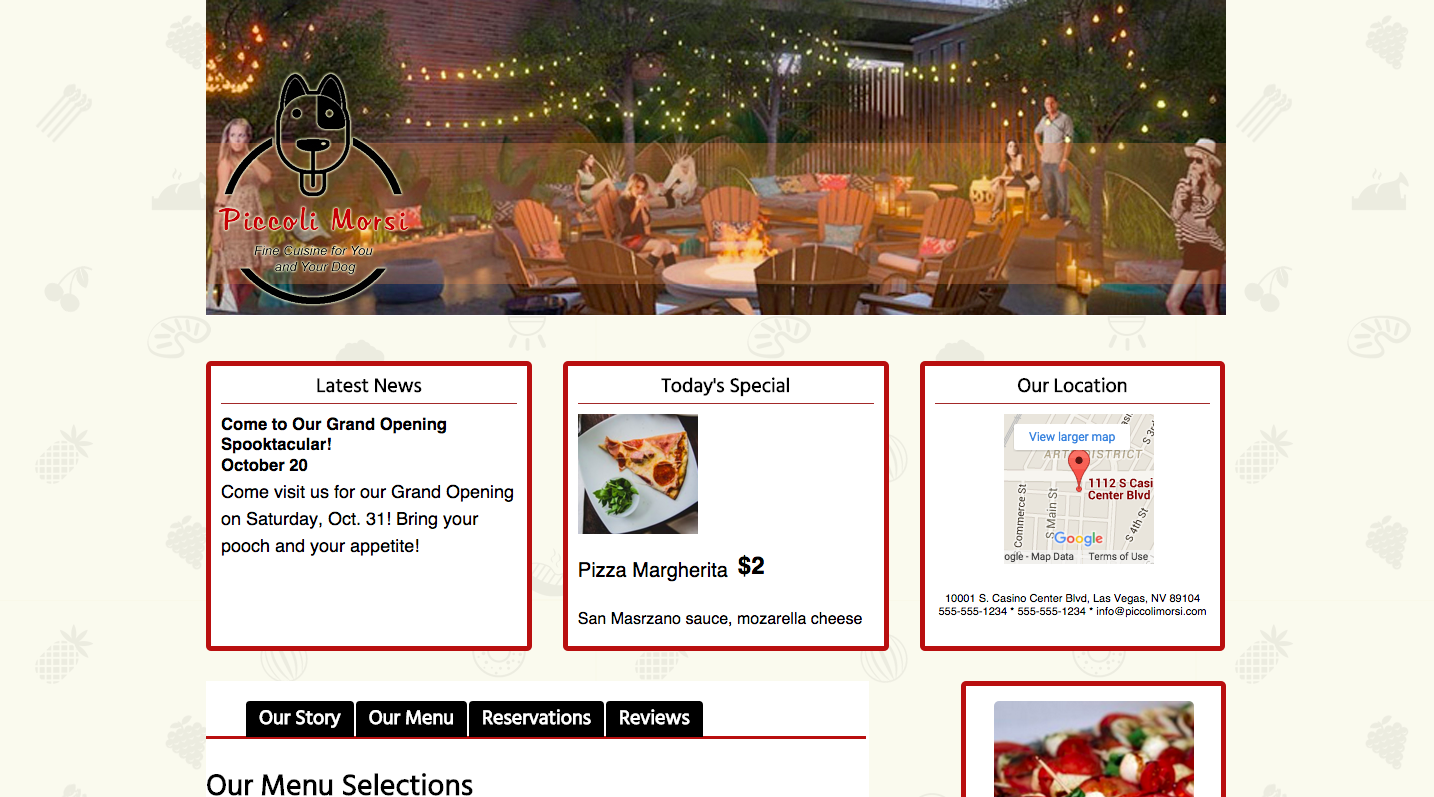 Piccoli Morsi
Fine Cuisine for You
and Your Dog
Latest News
Come to Our Grand Opening
Spooktacular!
October 20
Come visit us for our Grand Opening
on Saturday, Oct. 31! Bring your
pooch and your appetite!
Today's Special
Pizza Margherita $2
San Masrzano sauce, mozarella cheese
Our Location
View larger map
DISTRICT
S 3r
1112 S Casi
Center Blvd
Commerce St
S. Main St
S 4th St
Google
ogle - Map Data Terms of Use
10001 S. Casino Center Blvd, Las Vegas, NV 89104
555-555-1234 * 555-555-1234 * info@piccolimorsi.com
Our Story
Our Menu
Reservations
Reviews
Our Menu Selections